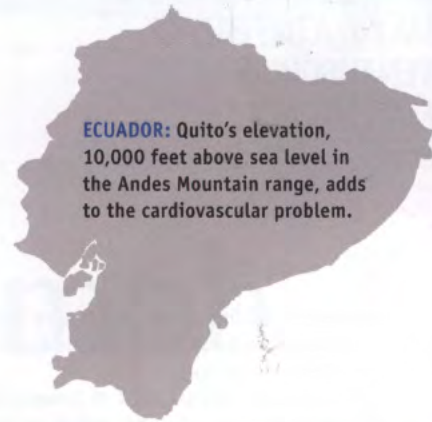 ECUADOR: Quito's elevation,
10,000 feet above sea level in
the Andes Mountain range, adds
to the cardiovascular problem.